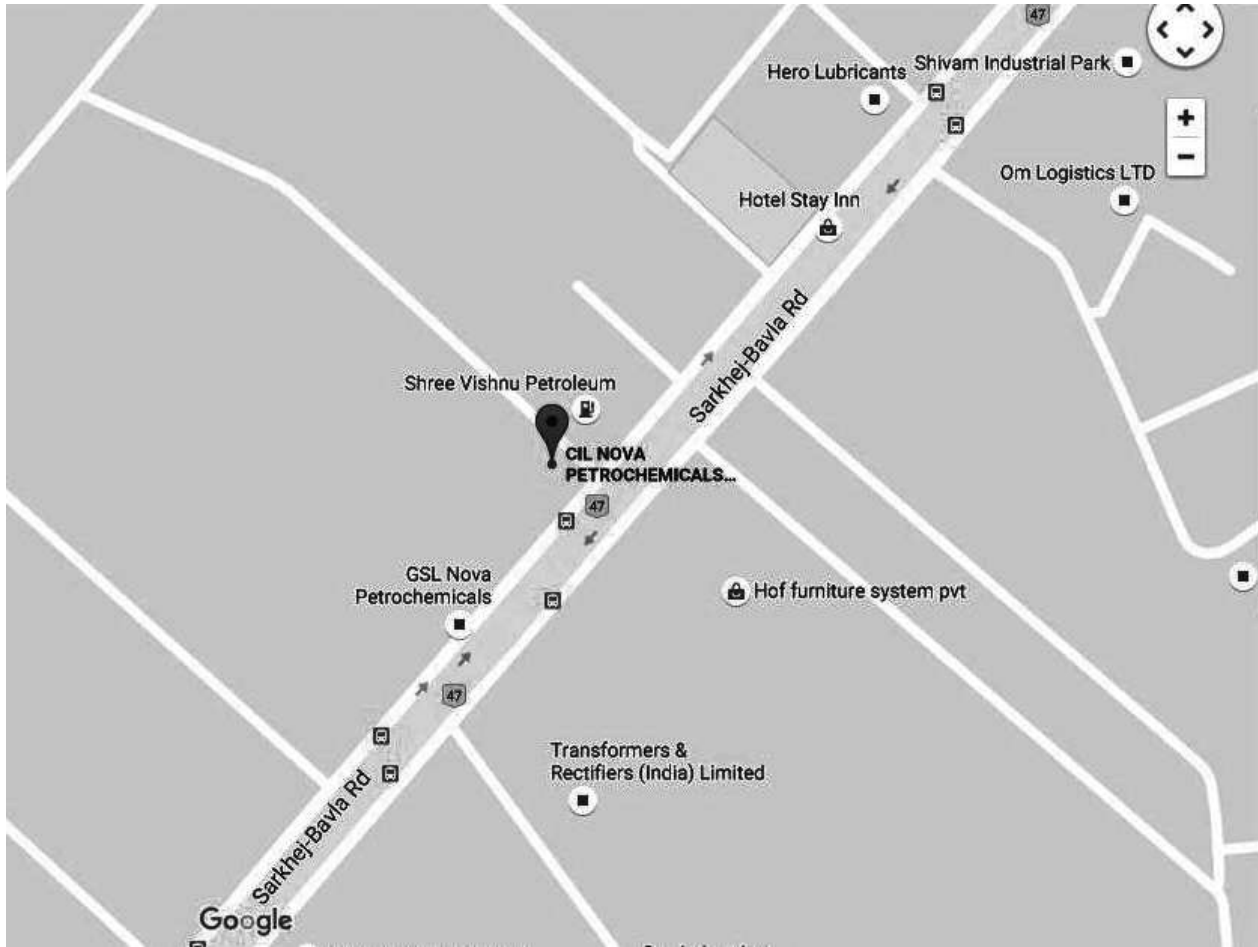 47
Shivam Industrial Park
Hero Lubricants
+
−
Om Logistics LTD
Hotel Stay Inn
Sarkhej-Bavla Rd
Shree Vishnu Petroleum
CIL NOVA
PETROCHEMICALS...
47
GSL Nova
Petrochemicals
Hof furniture system pvt
47
Transformers &
Rectifiers (India) Limited
Sarkhej-Bavla Rd
Google